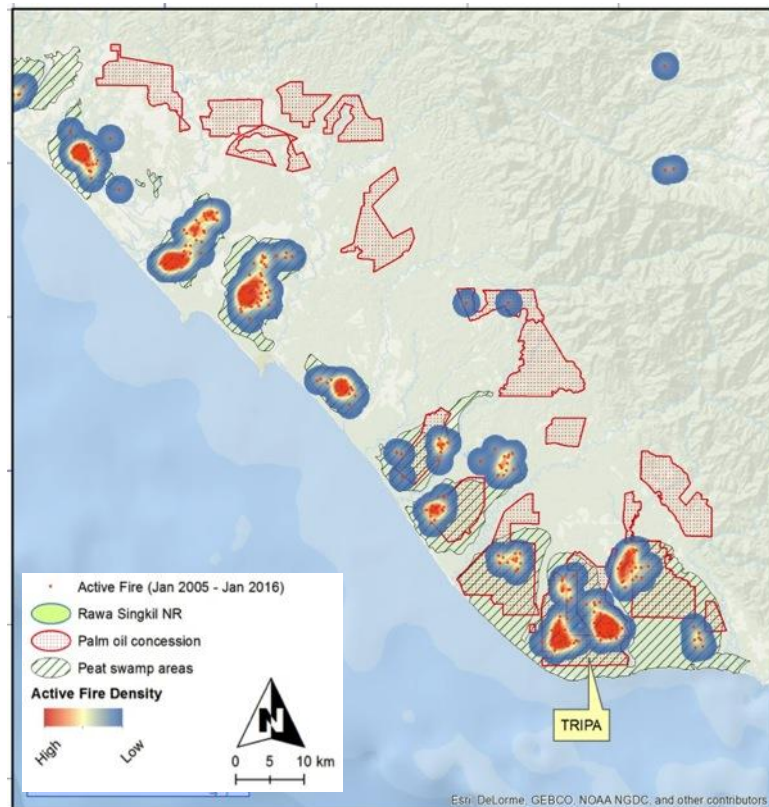 Active Fire (Jan 2005 - Jan 2016)
Rawa Singkil NR
Palm oil concession
Peat swamp areas
Active Fire Density
High
Low
N
0 5 10 km
TRIPA
Esri, DeLorme, GEBCO, NOAA NGDC, and other contributors